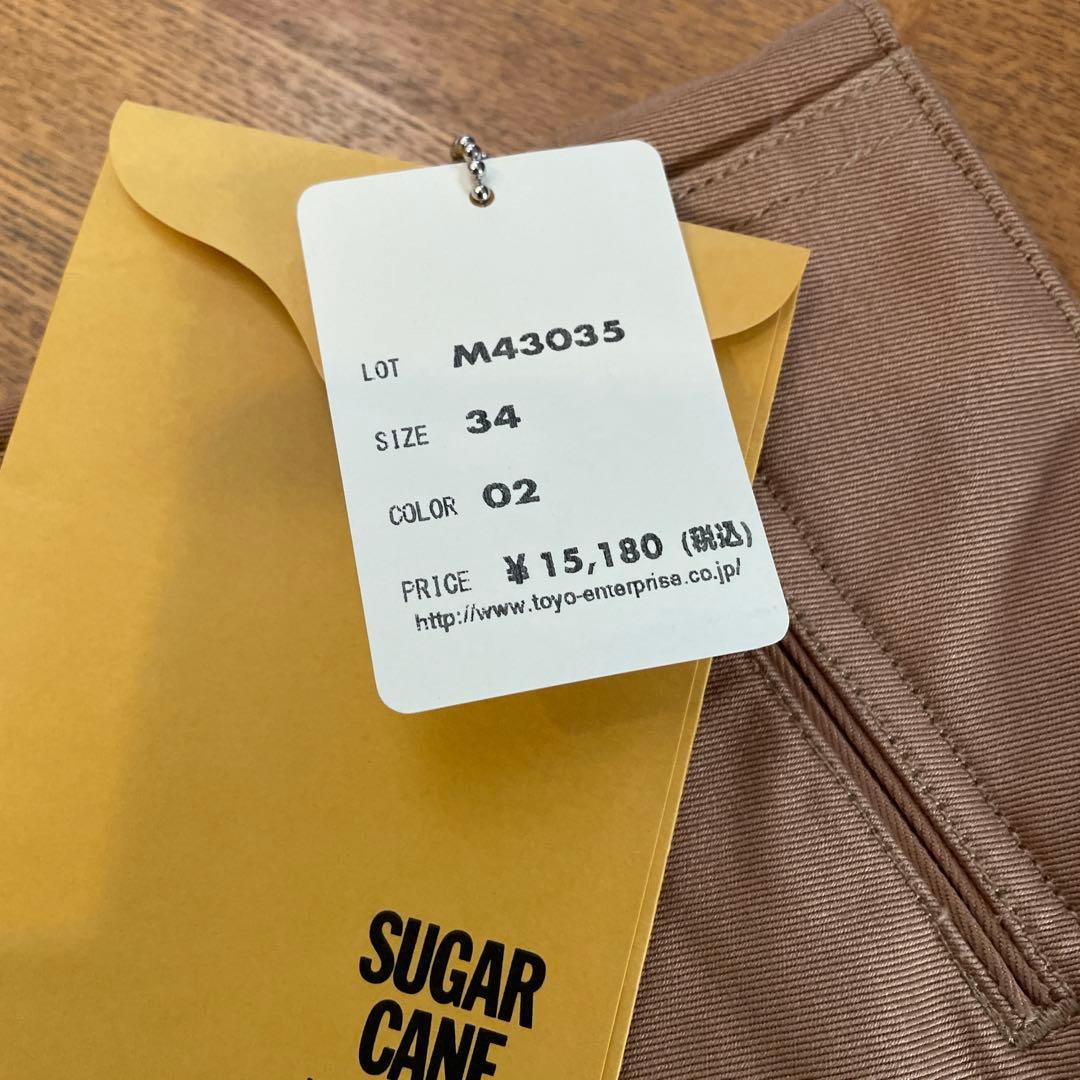 LOT M43035
SIZE 34
COLOR 02
PRICE ¥15,180 (税込)
http://www.toyo-enterprise.co.jp/
SUGAR
CANE